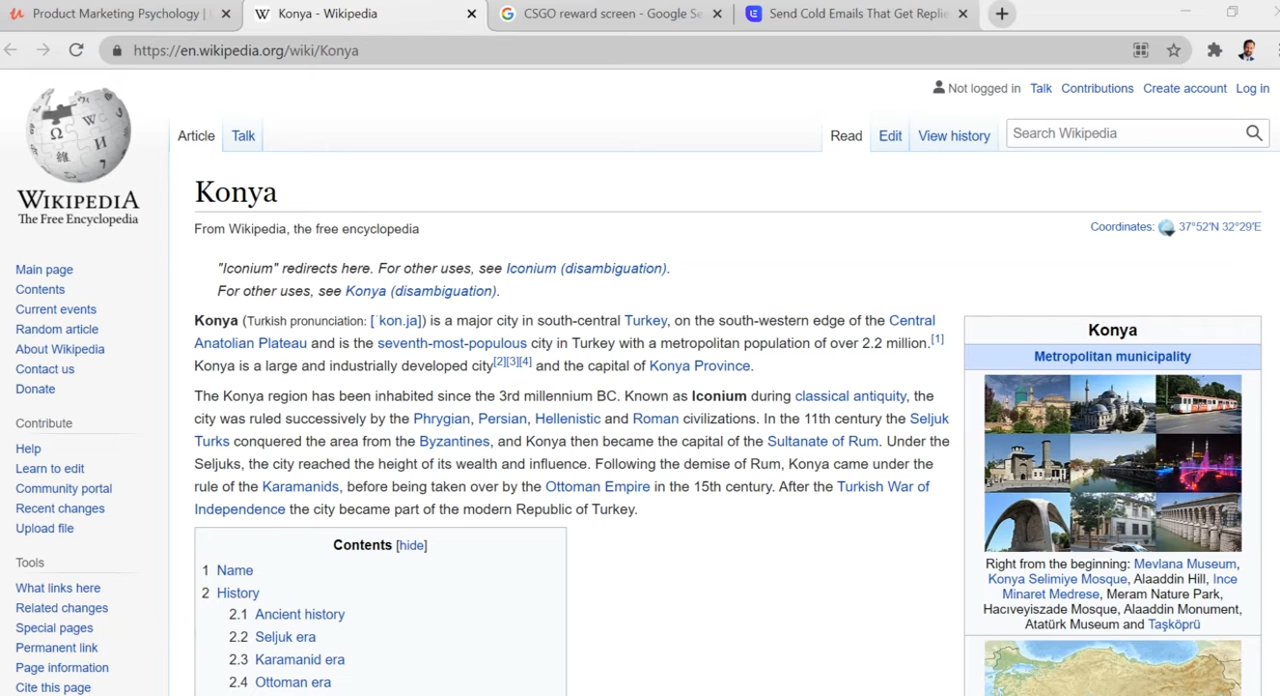 Product Marketing Psychology |
Konya - Wikipedia
CSGO reward screen - Google Se
Send Cold Emails That Get Replie
https://en.wikipedia.org/wiki/Konya
Not logged in Talk Contributions Create account Log in
Article Talk
Read Edit View history
Search Wikipedia
WIKIPEDIA
The Free Encyclopedia
Konya
From Wikipedia, the free encyclopedia
Coordinates: 37°52′N 32°29′E
"Iconium" redirects here. For other uses, see Iconium (disambiguation).
For other uses, see Konya (disambiguation).
Konya (Turkish pronunciation: [ˈkon.ja]) is a major city in south-central Turkey, on the south-western edge of the Central
Anatolian Plateau and is the seventh-most-populous city in Turkey with a metropolitan population of over 2.2 million.[1]
Konya is a large and industrially developed city[2][3][4] and the capital of Konya Province.
The Konya region has been inhabited since the 3rd millennium BC. Known as Iconium during classical antiquity, the
city was ruled successively by the Phrygian, Persian, Hellenistic and Roman civilizations. In the 11th century the Seljuk
Turks conquered the area from the Byzantines, and Konya then became the capital of the Sultanate of Rum. Under the
Seljuks, the city reached the height of its wealth and influence. Following the demise of Rum, Konya came under the
rule of the Karamanids, before being taken over by the Ottoman Empire in the 15th century. After the Turkish War of
Independence the city became part of the modern Republic of Turkey.
Contents [hide]
1 Name
2 History
2.1 Ancient history
2.2 Seljuk era
2.3 Karamanid era
2.4 Ottoman era
Main page
Contents
Current events
Random article
About Wikipedia
Contact us
Donate
Contribute
Help
Learn to edit
Community portal
Recent changes
Upload file
Tools
What links here
Related changes
Special pages
Permanent link
Page information
Cite this page
Konya
Metropolitan municipality
Right from the beginning: Mevlana Museum,
Konya Selimiye Mosque, Alaaddin Hill, Ince
Minaret Medrese, Meram Nature Park,
Hacıveyiszade Mosque, Alaaddin Monument,
Atatürk Museum and Taşköprü